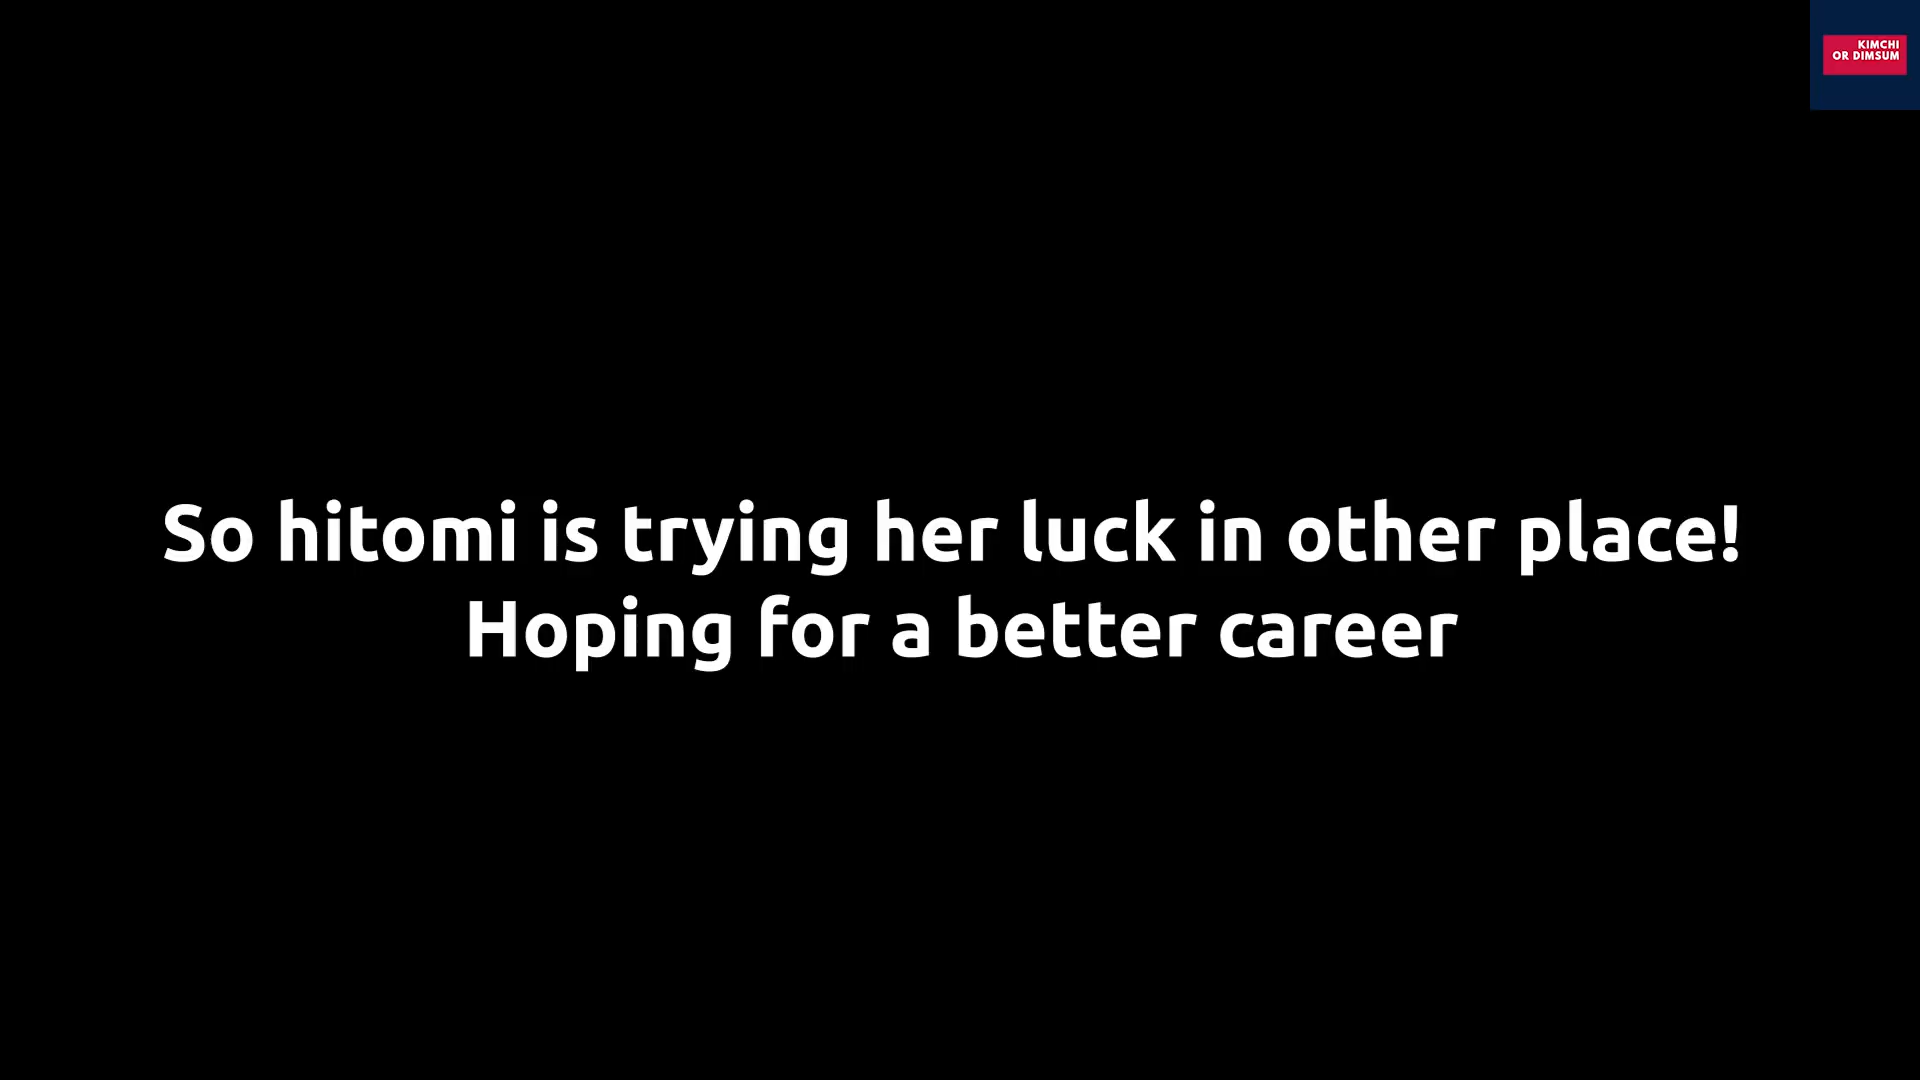 KIMCHI
OR DIMSUM
So hitomi is trying her luck in other place!
Hoping for a better career